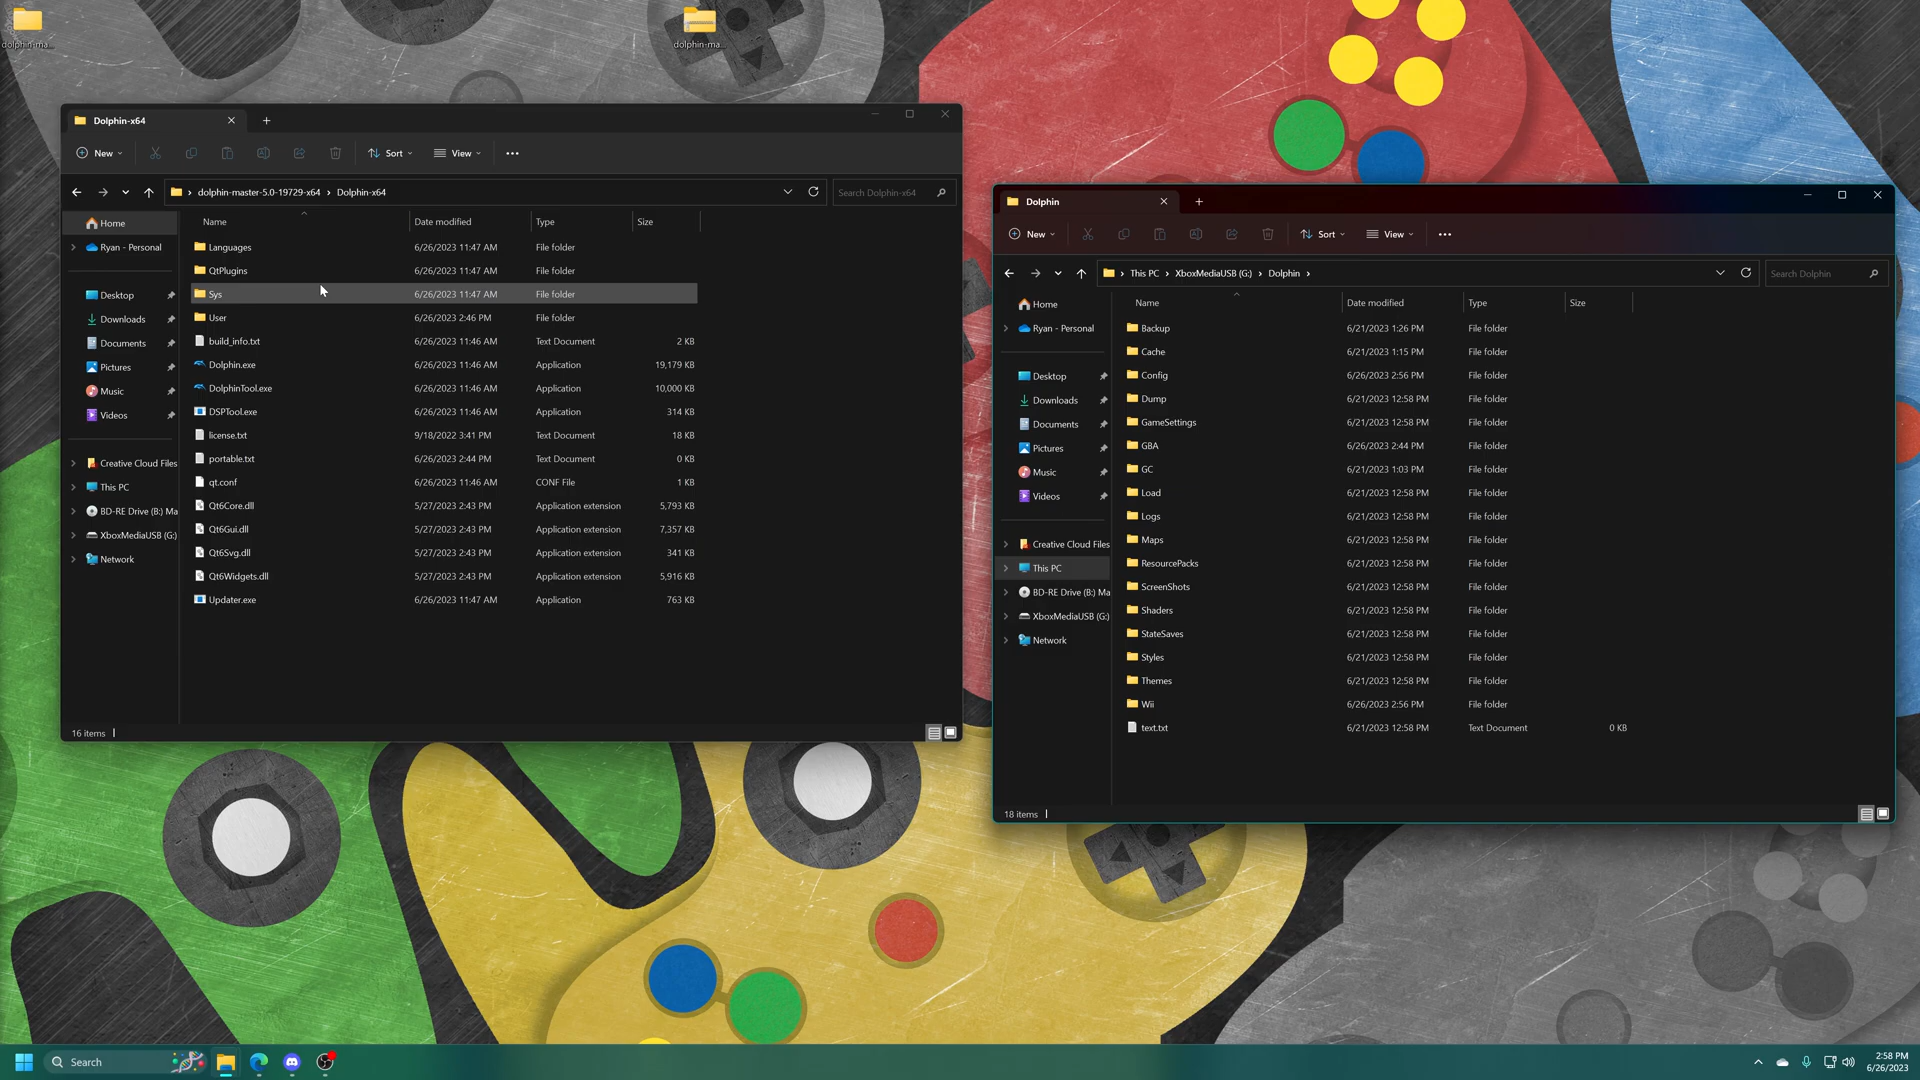 dolphin-ma...
dolphin-ma...
Dolphin-x64
New
Sort
View
dolphin-master-5.0-19729-x64 > Dolphin-x64
Search Dolphin-x64
Home
Ryan - Personal
Desktop
Downloads
Documents
Pictures
Music
Videos
Creative Cloud Files
This PC
BD-RE Drive (B:) Ma
XboxMediaUSB (G:)
Network
Name Date modified Type Size
Languages 6/26/2023 11:47 AM File folder
QtPlugins 6/26/2023 11:47 AM File folder
Sys 6/26/2023 11:47 AM File folder
User 6/26/2023 2:46 PM File folder
build_info.txt 6/26/2023 11:46 AM Text Document 2 KB
Dolphin.exe 6/26/2023 11:46 AM Application 19,179 KB
DolphinTool.exe 6/26/2023 11:46 AM Application 10,000 KB
DSPTool.exe 6/26/2023 11:46 AM Application 314 KB
license.txt 9/18/2022 3:41 PM Text Document 18 KB
portable.txt 6/26/2023 2:44 PM Text Document 0 KB
qt.conf 6/26/2023 11:46 AM CONF File 1 KB
Qt6Core.dll 5/27/2023 2:43 PM Application extension 5,793 KB
Qt6Gui.dll 5/27/2023 2:43 PM Application extension 7,357 KB
Qt6Svg.dll 5/27/2023 2:43 PM Application extension 341 KB
Qt6Widgets.dll 5/27/2023 2:43 PM Application extension 5,916 KB
Updater.exe 6/26/2023 11:47 AM Application 763 KB
16 items
Dolphin
New
Sort
View
This PC > XboxMediaUSB (G:) > Dolphin >
Search Dolphin
Home
Ryan - Personal
Desktop
Downloads
Documents
Pictures
Music
Videos
Creative Cloud Files
This PC
BD-RE Drive (B:) Ma
XboxMediaUSB (G:)
Network
Name Date modified Type Size
Backup 6/21/2023 1:26 PM File folder
Cache 6/21/2023 1:15 PM File folder
Config 6/26/2023 2:56 PM File folder
Dump 6/21/2023 12:58 PM File folder
GameSettings 6/21/2023 12:58 PM File folder
GBA 6/26/2023 2:44 PM File folder
GC 6/21/2023 1:03 PM File folder
Load 6/21/2023 12:58 PM File folder
Logs 6/21/2023 12:58 PM File folder
Maps 6/21/2023 12:58 PM File folder
ResourcePacks 6/21/2023 12:58 PM File folder
ScreenShots 6/21/2023 12:58 PM File folder
Shaders 6/21/2023 12:58 PM File folder
StateSaves 6/21/2023 12:58 PM File folder
Styles 6/21/2023 12:58 PM File folder
Themes 6/21/2023 12:58 PM File folder
Wii 6/26/2023 2:56 PM File folder
text.txt 6/21/2023 12:58 PM Text Document 0 KB
18 items
Search
2:58 PM
6/26/2023